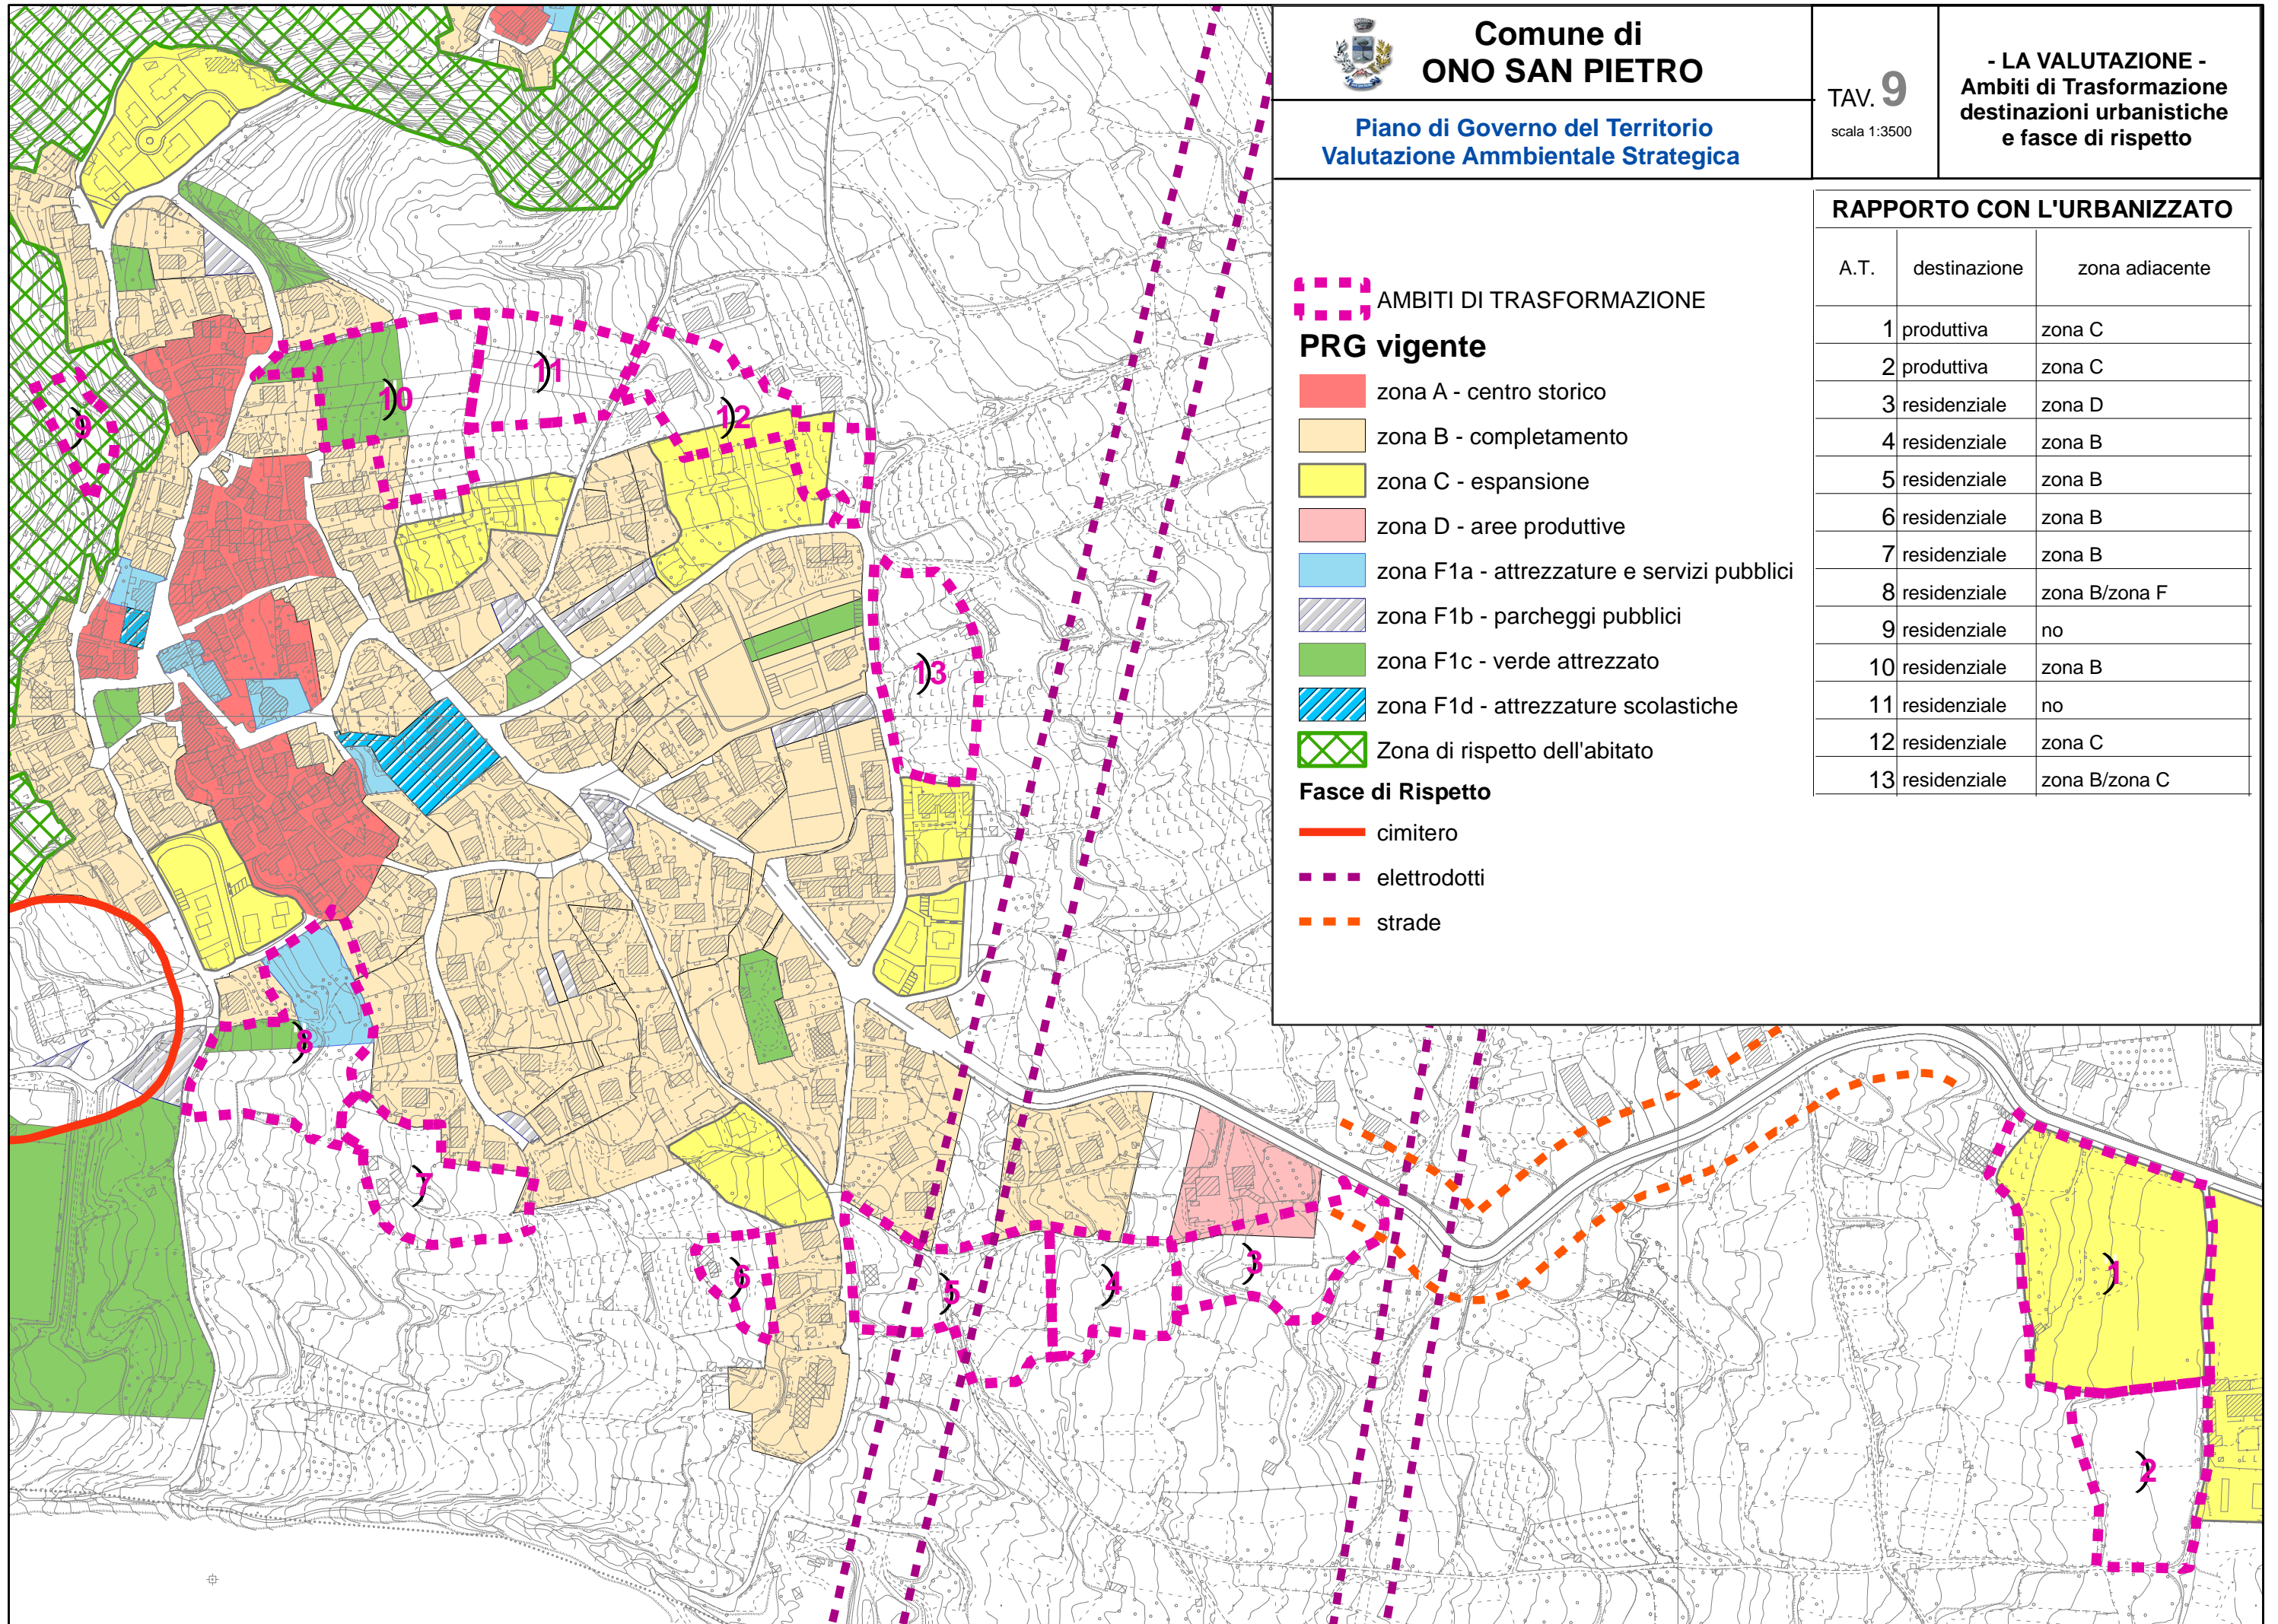 Comune di
ONO SAN PIETRO
Piano di Governo del Territorio
Valutazione Ammbientale Strategica
TAV. 9
scala 1:3500
- LA VALUTAZIONE -
Ambiti di Trasformazione
destinazioni urbanistiche
e fasce di rispetto
AMBITI DI TRASFORMAZIONE
PRG vigente
zona A - centro storico
zona B - completamento
zona C - espansione
zona D - aree produttive
zona F1a - attrezzature e servizi pubblici
zona F1b - parcheggi pubblici
zona F1c - verde attrezzato
zona F1d - attrezzature scolastiche
Zona di rispetto dell'abitato
Fasce di Rispetto
cimitero
elettrodotti
strade
RAPPORTO CON L'URBANIZZATO
A.T. destinazione zona adiacente
1 produttiva zona C
2 produttiva zona C
3 residenziale zona D
4 residenziale zona B
5 residenziale zona B
6 residenziale zona B
7 residenziale zona B
8 residenziale zona B/zona F
9 residenziale no
10 residenziale zona B
11 residenziale no
12 residenziale zona C
13 residenziale zona B/zona C
11
10
12
9
13
8
7
6
5
4
3
1
2